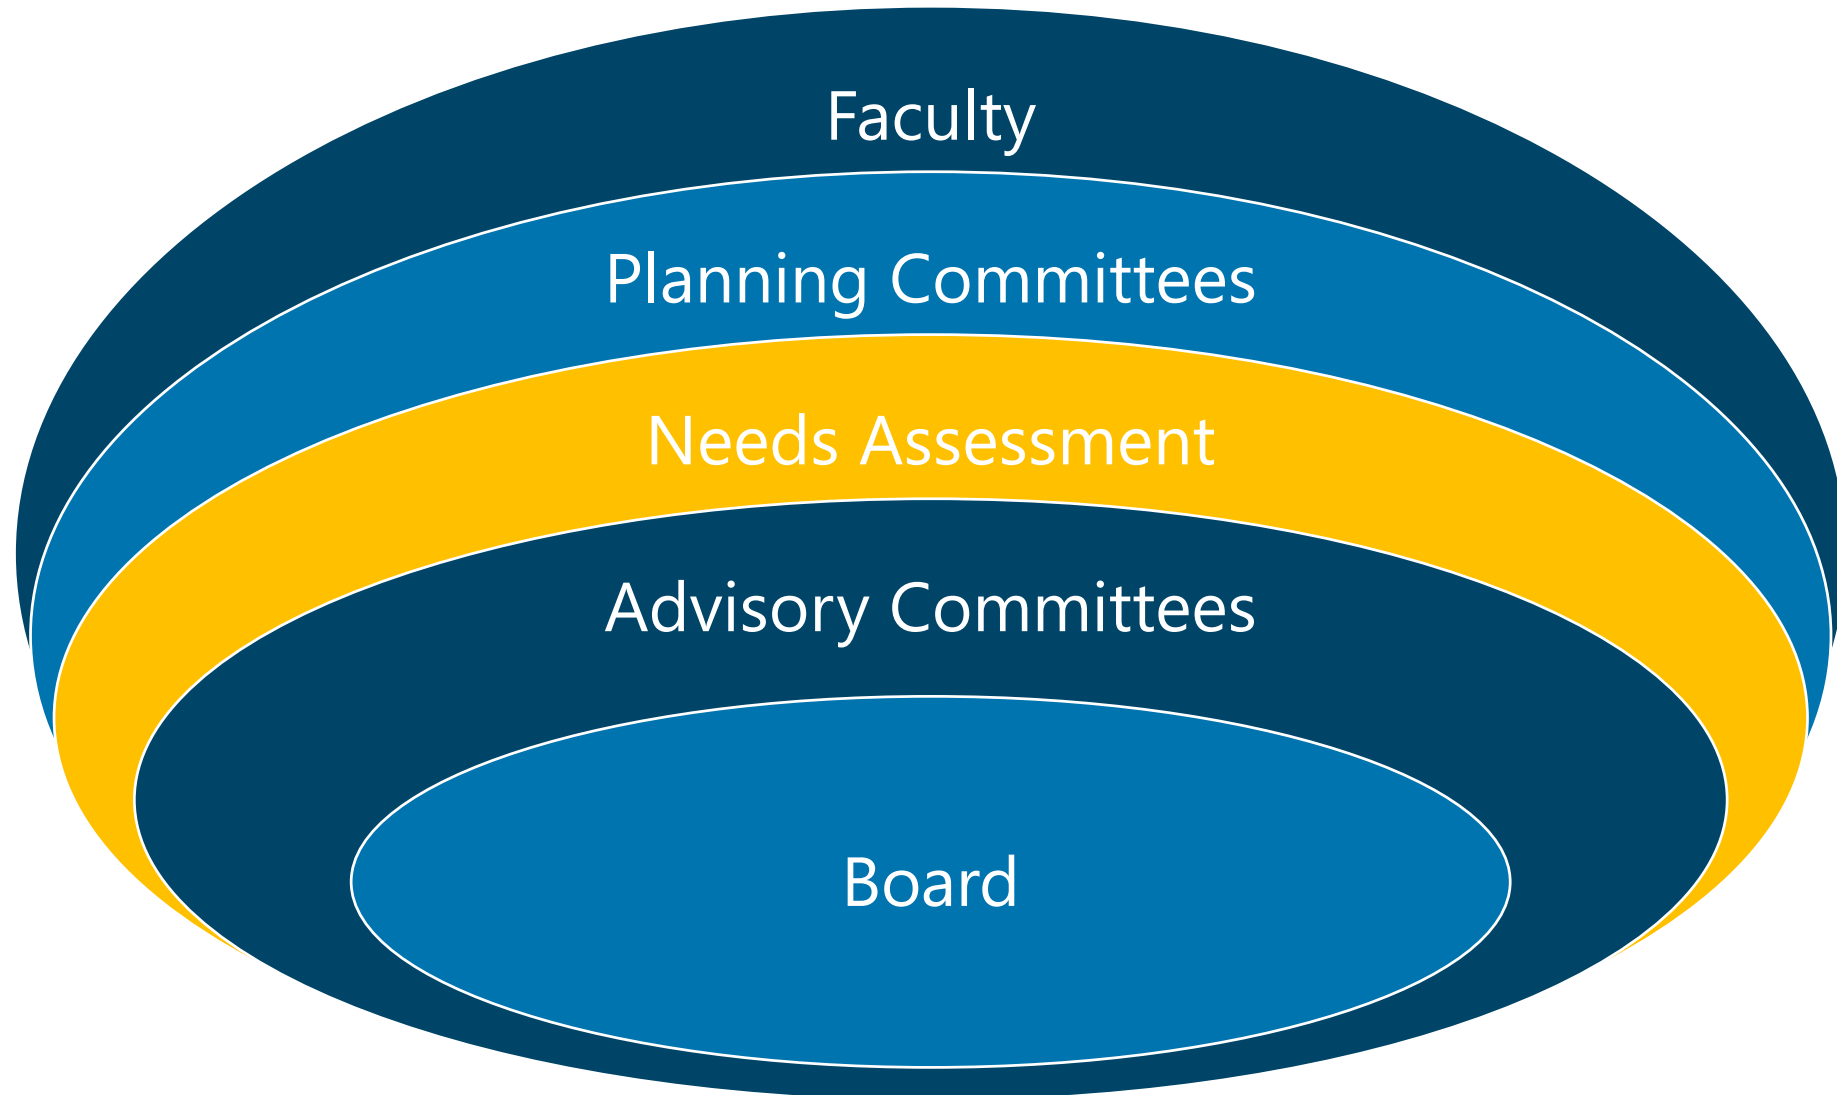 Faculty
Planning Committees
Needs Assessment
Advisory Committees
Board